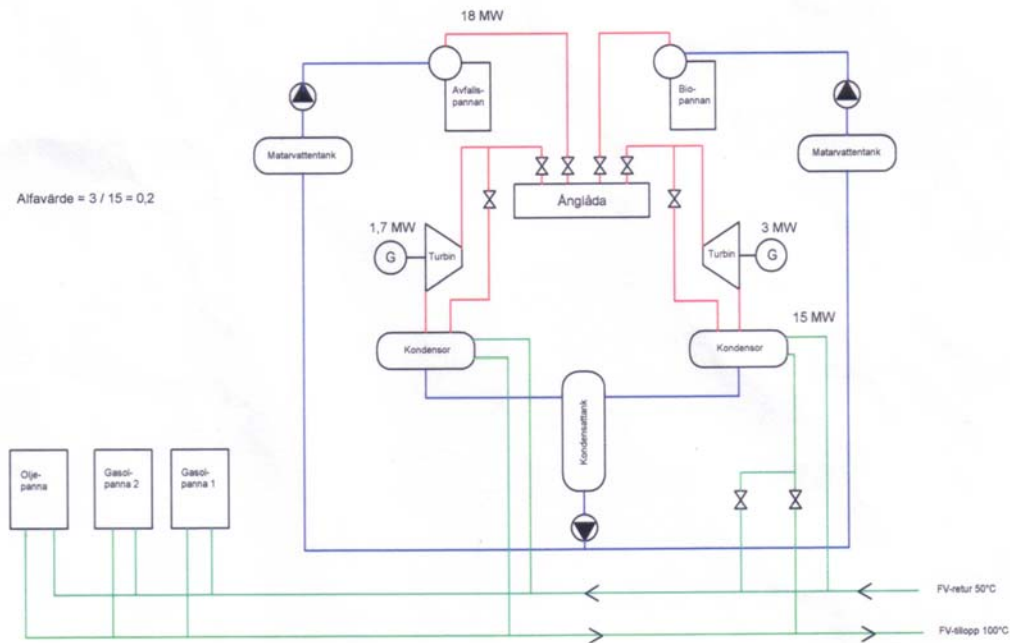 18 MW
Avfalls-
pannan
Bio-
pannan
Matarvattentank
Matarvattentank
Alfavärde = 3 / 15 = 0,2
Ånglåda
1,7 MW
G
Turbin
3 MW
Turbin
G
15 MW
Kondensor
Kondensor
Kondensattank
Olje-
panna
Gasol-
panna 2
Gasol-
panna 1
FV-retur 50°C
FV-tillopp 100°C